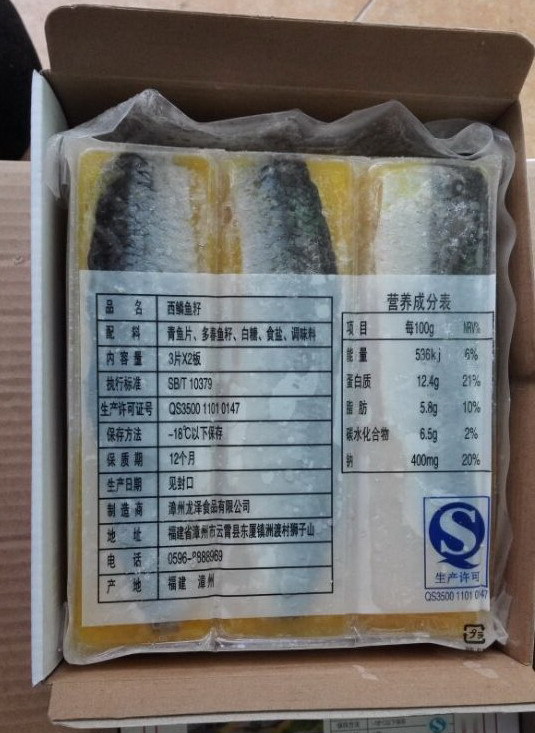 品 名 西鳞鱼籽
配 料 青鱼片、多春鱼籽、白糖、食盐、调味料
内容量 3片X2板
执行标准 SB/T 10379
生产许可证号 QS3500 1101 0147
保存方法 -18℃以下保存
保质期 12个月
生产日期 见封口
制造商 漳州龙泽食品有限公司
地 址 福建省漳州市云霄县东厦镇洲渡村狮子山
电 话 0596-8888989
产 地 福建 漳州
营养成分表
项目 每100g NRV%
能量 536kj 6%
蛋白质 12.4g 21%
脂肪 5.8g 10%
碳水化合物 6.5g 2%
钠 400mg 20%
S
生产许可
QS3500 1101 0147